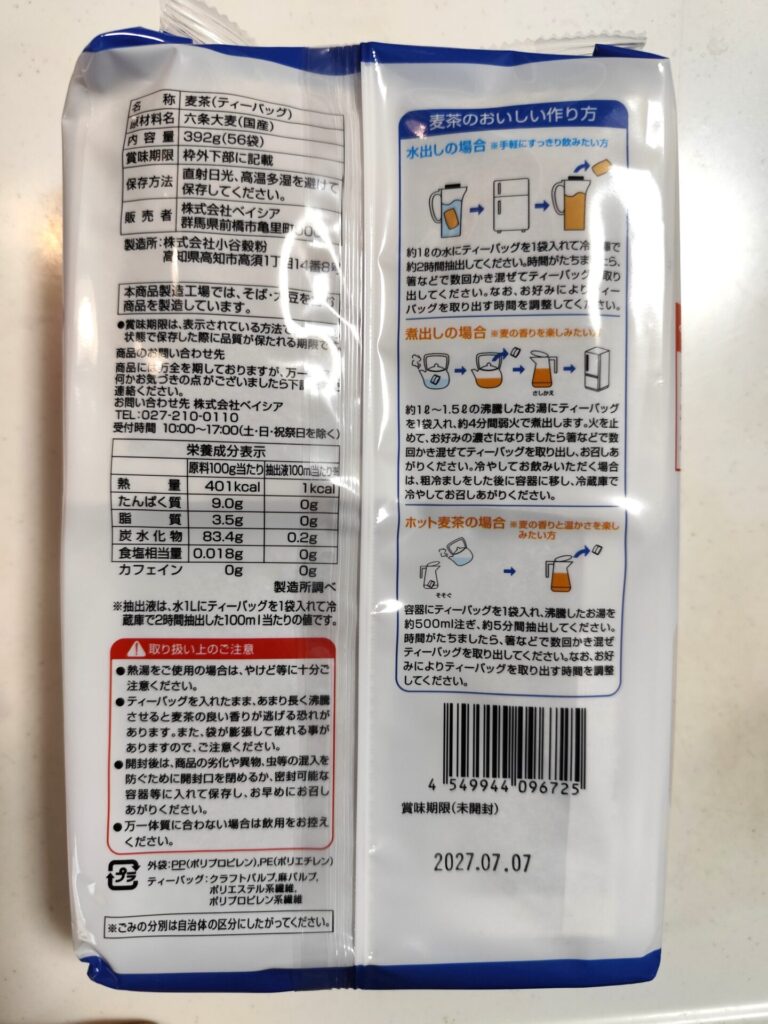 名称 麦茶(ティーバッグ)
原材料名 六条大麦(国産)
内容量 392g(56袋)
賞味期限 枠外下部に記載
保存方法 直射日光、高温多湿を避けて
保存してください。
販売者 株式会社ベイシア
群馬県前橋市亀里町900
製造所:株式会社小谷穀粉
高知県高知市高須1丁目14番8号
本商品製造工場では、そば・大豆を
商品を製造しています。
●賞味期限は、表示されている方法で
状態で保存した際に品質が保たれる期限で
商品のお問い合わせ先
商品には万全を期しておりますが、万一
何かお気づきの点がございましたら下記
連絡ください。
お問い合わせ先 株式会社ベイシア
TEL:027-210-0110
受付時間 10:00~17:00(土・日・祝祭日を除く)
栄養成分表示
原料100g当たり 抽出液100ml当たり※
熱量 401kcal 1kcal
たんぱく質 9.0g 0g
脂質 3.5g 0g
炭水化物 83.4g 0.2g
食塩相当量 0.018g 0g
カフェイン 0g 0g
製造所調べ
※抽出液は、水1Lにティーバッグを1袋入れて冷
蔵庫で2時間抽出した100ml当たりの値です。
取り扱い上のご注意
●熱湯をご使用の場合は、やけど等に十分ご
注意ください。
●ティーバッグを入れたまま、あまり長く沸騰
させると麦茶の良い香りが逃げる恐れが
あります。また、袋が膨張して破れる事が
ありますので、ご注意ください。
●開封後は、商品の劣化や異物、虫等の混入を
防ぐために開封口を閉めるか、密封可能な
容器等に入れて保存し、お早めにお召し
あがりください。
●万一体質に合わない場合は飲用をお控え
ください。
プラ
外袋:PP(ポリプロピレン),PE(ポリエチレン)
ティーバッグ:クラフトパルプ,麻パルプ,
ポリエステル系繊維,
ポリプロピレン系繊維
※ごみの分別は自治体の区分にしたがってください。
麦茶のおいしい作り方
水出しの場合 ※手軽にすっきり飲みたい方
約1ℓの水にティーバッグを1袋入れて冷蔵庫で
約2時間抽出してください。時間がたちましたら、
箸などで数回かき混ぜてティーバッグを取り
出してください。なお、お好みによりティー
バッグを取り出す時間を調整してください。
煮出しの場合 ※麦の香りを楽しみたい方
さしかえ
約1ℓ~1.5ℓの沸騰したお湯にティーバッグ
を1袋入れ、約4分間弱火で煮出します。火を止
めて、お好みの濃さになりましたら箸などで数
回かき混ぜてティーバッグを取り出し、お召しあ
がりください。冷やしてお飲みいただく場合
は、粗冷ましをした後に容器に移し、冷蔵庫で
冷やしてお召しあがりください。
ホット麦茶の場合 ※麦の香りと温かさを楽し
みたい方
そそぐ
容器にティーバッグを1袋入れ、沸騰したお湯を
約500ml注ぎ、約5分間抽出してください。
時間がたちましたら、箸などで数回かき混ぜ
ティーバッグを取り出してください。なお、お好
みによりティーバッグを取り出す時間を調整
してください。
4 549944 096725
賞味期限(未開封)
2027.07.07